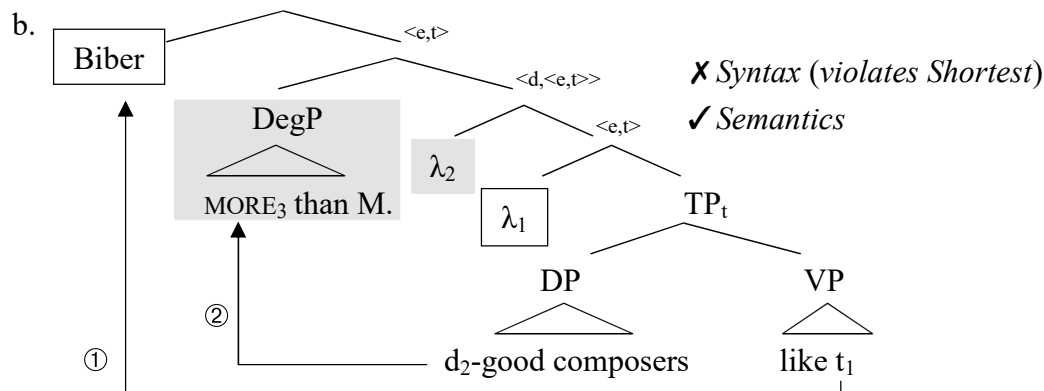 b.
<e,t>
Biber
<d,<e,t>>
✗ Syntax (violates Shortest)
DegP
<e,t>
✓ Semantics
λ₂
MORE₃ than M.
λ₁
TPₜ
DP
VP
②
①
d₂-good composers
like t₁